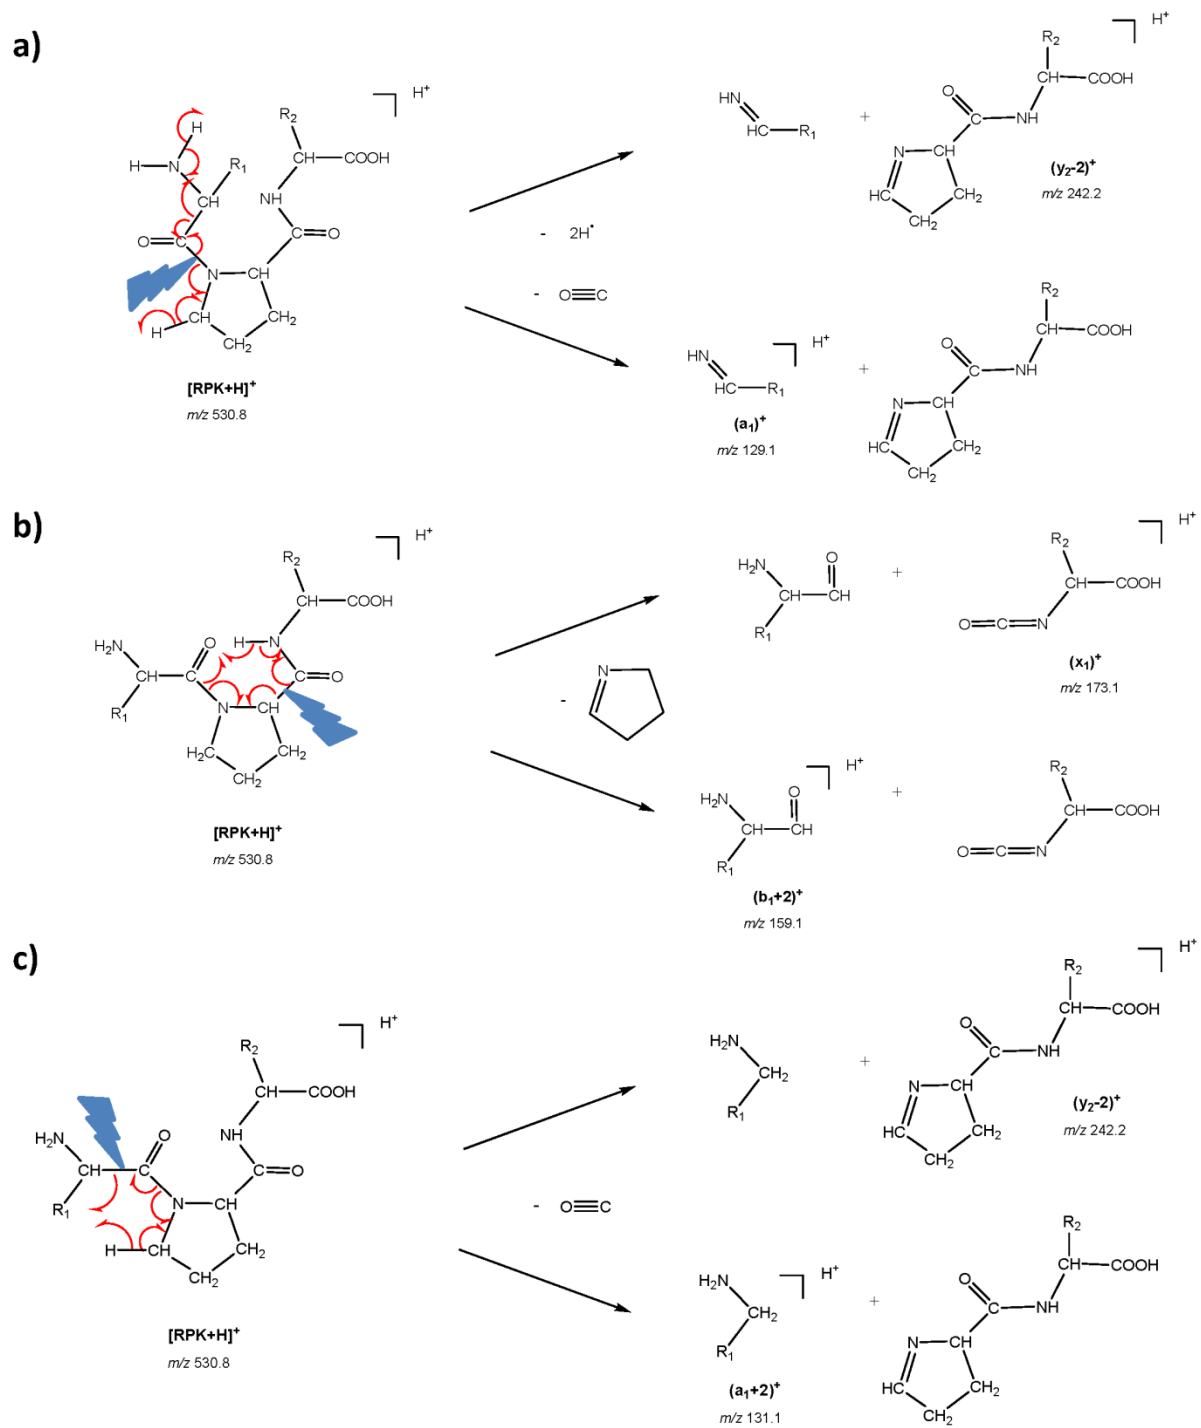 a)
H⁺
H
H
N
R₁
CH
O
C
N
CH
H
CH
CH₂
CH₂
R₂
CH
COOH
NH
C
O
[RPK+H]⁺
m/z 530.8
- 2H•
- O≡C
HN
HC
R₁
+
R₂
H⁺
CH
COOH
O
C
NH
N
CH
HC
CH₂
CH₂
(y₂-2)⁺
m/z 242.2
HN
HC
R₁
H⁺
(a₁)⁺
m/z 129.1
+
R₂
CH
COOH
O
C
NH
N
CH
HC
CH₂
CH₂
b)
H⁺
R₂
CH
COOH
H
N
H₂N
CH
C
O
R₁
C
O
N
CH
H₂C
CH₂
CH₂
[RPK+H]⁺
m/z 530.8
-
N
H₂N
CH
CH
O
R₁
+
R₂
H⁺
CH
COOH
O=C=N
(x₁)⁺
m/z 173.1
H₂N
CH
CH
O
R₁
H⁺
(b₁+2)⁺
m/z 159.1
+
R₂
CH
COOH
O=C=N
c)
H⁺
R₂
CH
COOH
NH
H₂N
CH
C
O
C
O
R₁
N
CH
H
CH
CH₂
CH₂
[RPK+H]⁺
m/z 530.8
- O≡C
H₂N
CH₂
R₁
+
R₂
H⁺
CH
COOH
O
C
NH
N
CH
HC
CH₂
CH₂
(y₂-2)⁺
m/z 242.2
H₂N
CH₂
R₁
H⁺
(a₁+2)⁺
m/z 131.1
+
R₂
CH
COOH
O
C
NH
N
CH
HC
CH₂
CH₂